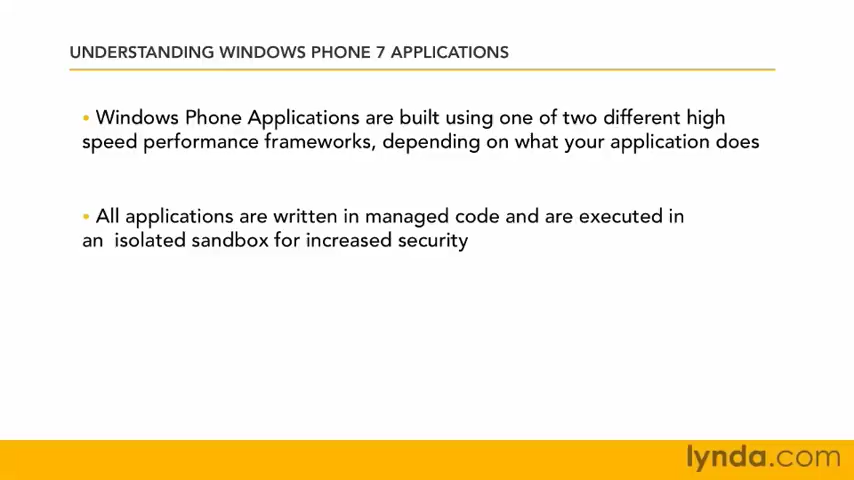 UNDERSTANDING WINDOWS PHONE 7 APPLICATIONS
• Windows Phone Applications are built using one of two different high
speed performance frameworks, depending on what your application does
• All applications are written in managed code and are executed in
an  isolated sandbox for increased security
lynda.com